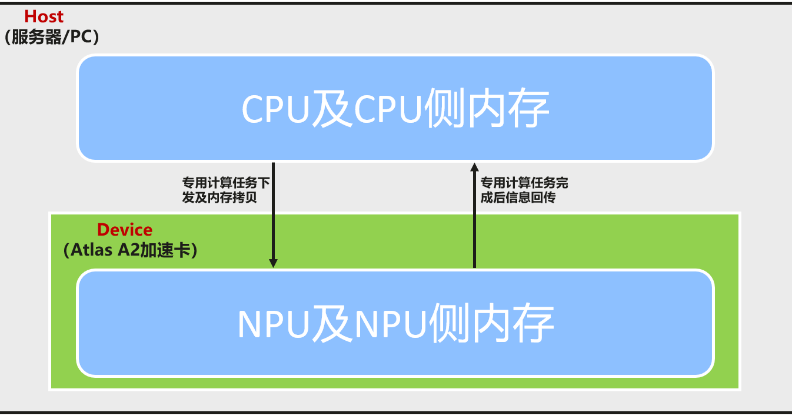 Host
(服务器/PC)
CPU及CPU侧内存
专用计算任务下
发及内存拷贝
专用计算任务完
成后信息回传
Device
(Atlas A2加速卡)
NPU及NPU侧内存